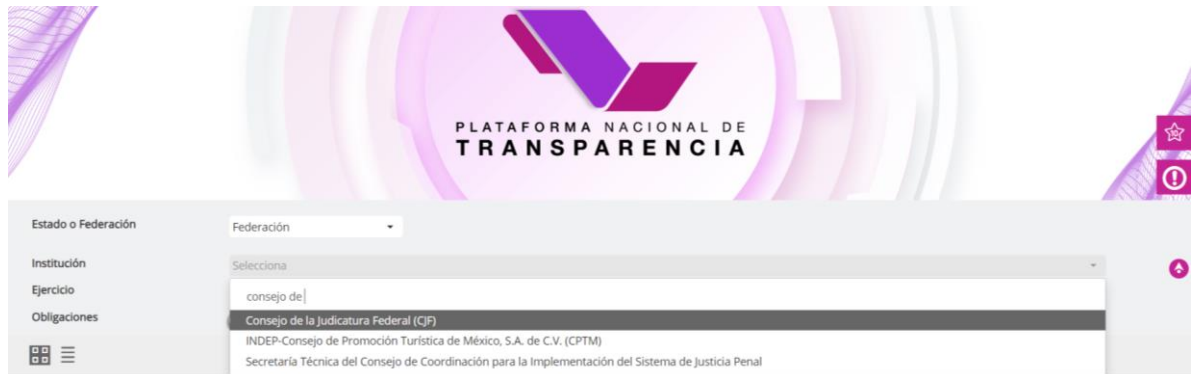 PLATAFORMA NACIONAL DE
TRANSPARENCIA
Estado o Federación
Federación
Institución
Selecciona
Ejercicio
consejo de
Obligaciones
Consejo de la Judicatura Federal (CJF)
INDEP-Consejo de Promoción Turística de México, S.A. de C.V. (CPTM)
Secretaría Técnica del Consejo de Coordinación para la Implementación del Sistema de Justicia Penal